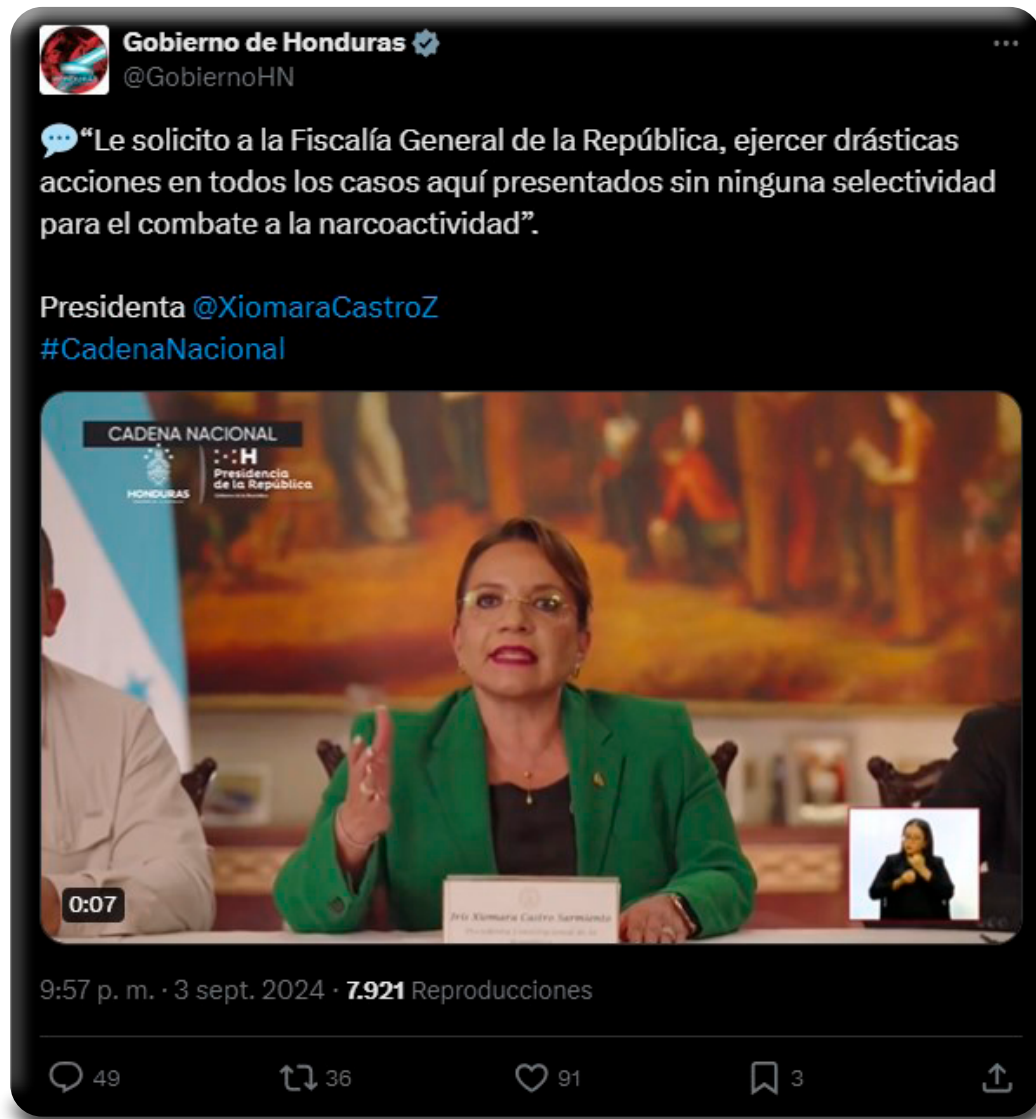 Gobierno de Honduras
@GobiernoHN
“Le solicito a la Fiscalía General de la República, ejercer drásticas
acciones en todos los casos aquí presentados sin ninguna selectividad
para el combate a la narcoactividad”.
Presidenta @XiomaraCastroZ
#CadenaNacional
CADENA NACIONAL
HONDURAS
H
Presidencia
de la República
Iris Xiomara Castro Sarmiento
0:07
9:57 p. m. · 3 sept. 2024 · 7.921 Reproducciones
49 36 91 3